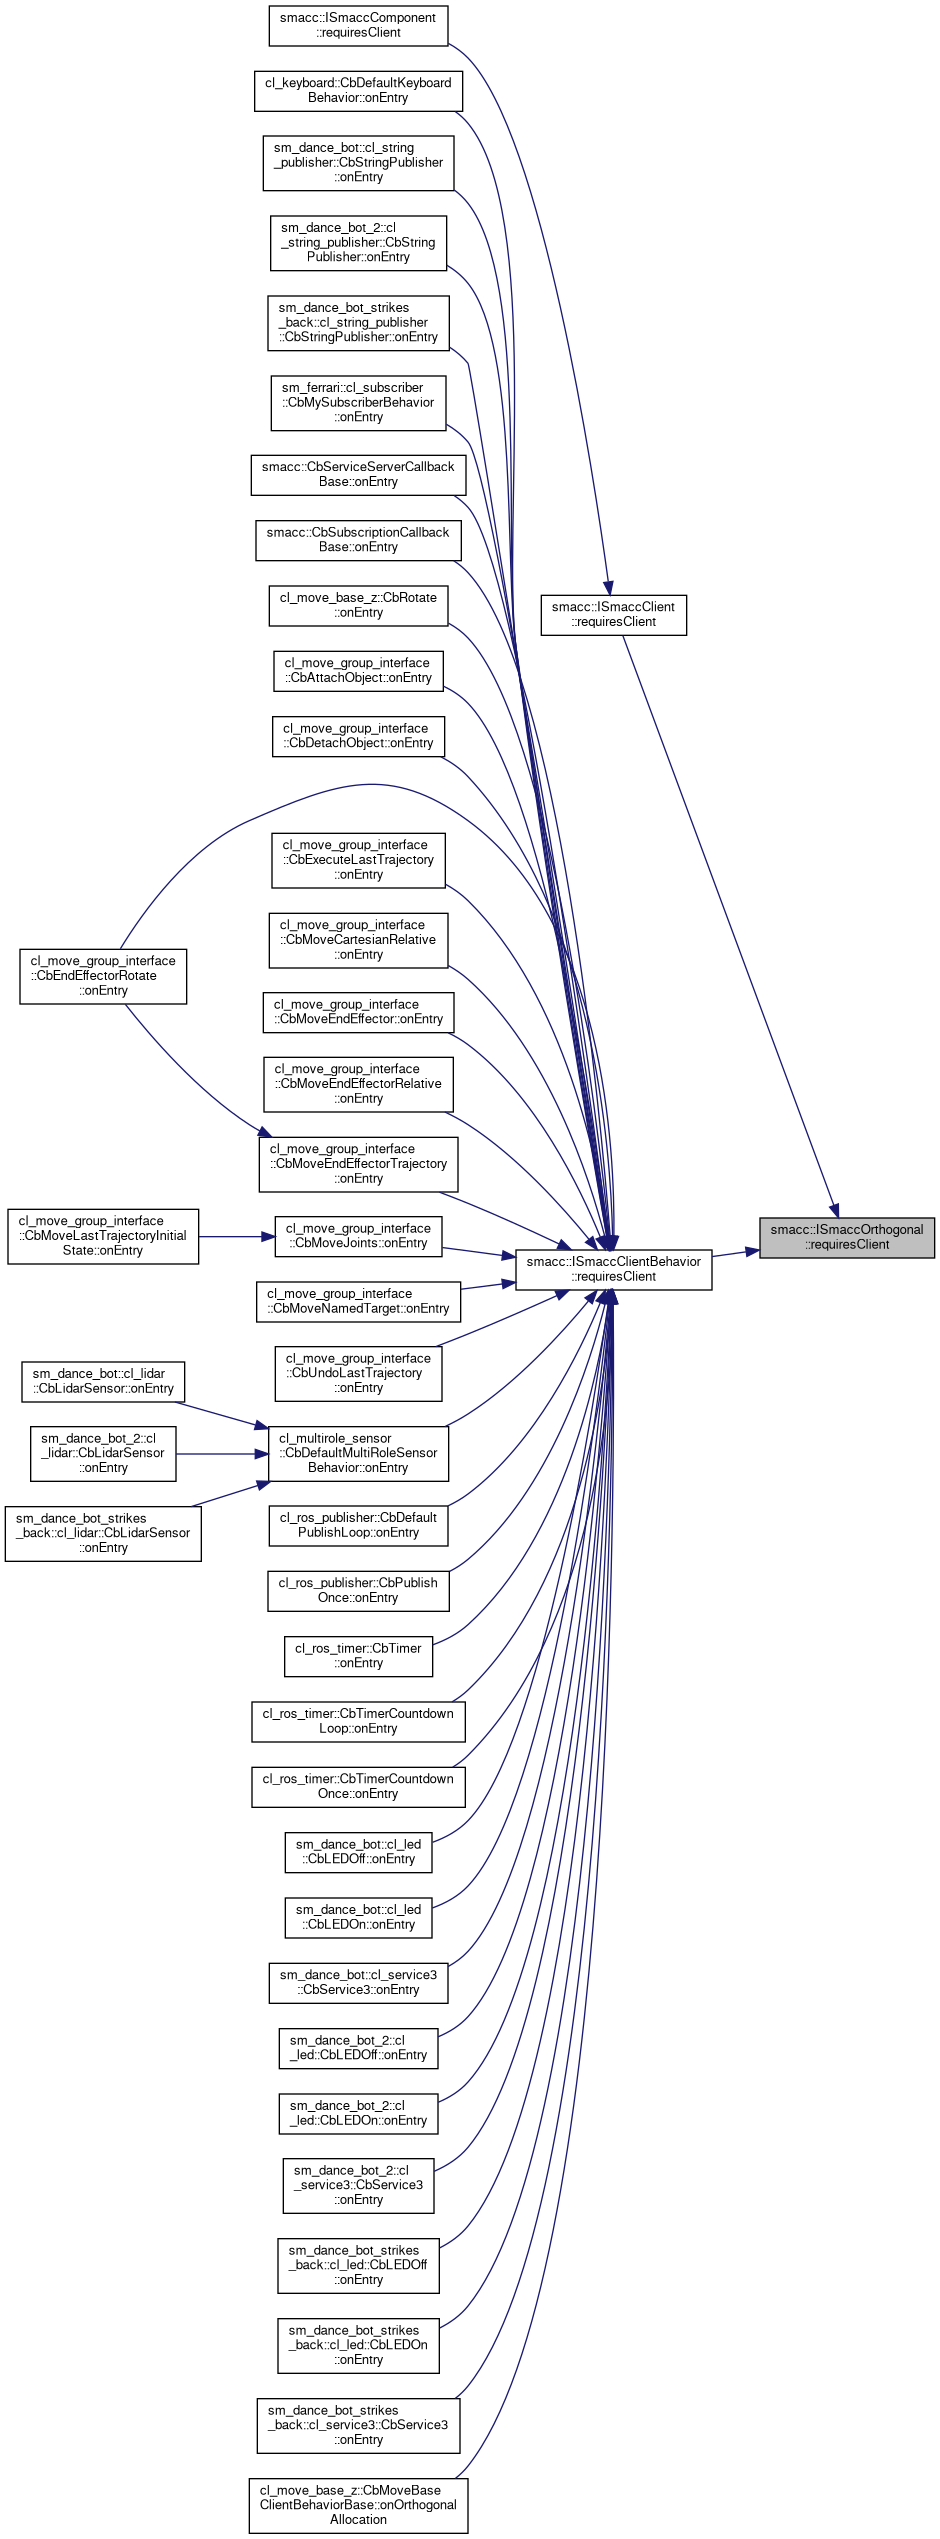 smacc::ISmaccComponent
::requiresClient
cl_keyboard::CbDefaultKeyboard
Behavior::onEntry
sm_dance_bot::cl_string
_publisher::CbStringPublisher
::onEntry
sm_dance_bot_2::cl
_string_publisher::CbString
Publisher::onEntry
sm_dance_bot_strikes
_back::cl_string_publisher
::CbStringPublisher::onEntry
sm_ferrari::cl_subscriber
::CbMySubscriberBehavior
::onEntry
smacc::CbServiceServerCallback
Base::onEntry
smacc::CbSubscriptionCallback
Base::onEntry
cl_move_base_z::CbRotate
::onEntry
smacc::ISmaccClient
::requiresClient
cl_move_group_interface
::CbAttachObject::onEntry
cl_move_group_interface
::CbDetachObject::onEntry
cl_move_group_interface
::CbExecuteLastTrajectory
::onEntry
cl_move_group_interface
::CbMoveCartesianRelative
::onEntry
cl_move_group_interface
::CbEndEffectorRotate
::onEntry
cl_move_group_interface
::CbMoveEndEffector::onEntry
cl_move_group_interface
::CbMoveEndEffectorRelative
::onEntry
cl_move_group_interface
::CbMoveEndEffectorTrajectory
::onEntry
cl_move_group_interface
::CbMoveLastTrajectoryInitial
State::onEntry
cl_move_group_interface
::CbMoveJoints::onEntry
smacc::ISmaccClientBehavior
::requiresClient
smacc::ISmaccOrthogonal
::requiresClient
cl_move_group_interface
::CbMoveNamedTarget::onEntry
cl_move_group_interface
::CbUndoLastTrajectory
::onEntry
sm_dance_bot::cl_lidar
::CbLidarSensor::onEntry
sm_dance_bot_2::cl
_lidar::CbLidarSensor
::onEntry
cl_multirole_sensor
::CbDefaultMultiRoleSensor
Behavior::onEntry
sm_dance_bot_strikes
_back::cl_lidar::CbLidarSensor
::onEntry
cl_ros_publisher::CbDefault
PublishLoop::onEntry
cl_ros_publisher::CbPublish
Once::onEntry
cl_ros_timer::CbTimer
::onEntry
cl_ros_timer::CbTimerCountdown
Loop::onEntry
cl_ros_timer::CbTimerCountdown
Once::onEntry
sm_dance_bot::cl_led
::CbLEDOff::onEntry
sm_dance_bot::cl_led
::CbLEDOn::onEntry
sm_dance_bot::cl_service3
::CbService3::onEntry
sm_dance_bot_2::cl
_led::CbLEDOff::onEntry
sm_dance_bot_2::cl
_led::CbLEDOn::onEntry
sm_dance_bot_2::cl
_service3::CbService3
::onEntry
sm_dance_bot_strikes
_back::cl_led::CbLEDOff
::onEntry
sm_dance_bot_strikes
_back::cl_led::CbLEDOn
::onEntry
sm_dance_bot_strikes
_back::cl_service3::CbService3
::onEntry
cl_move_base_z::CbMoveBase
ClientBehaviorBase::onOrthogonal
Allocation